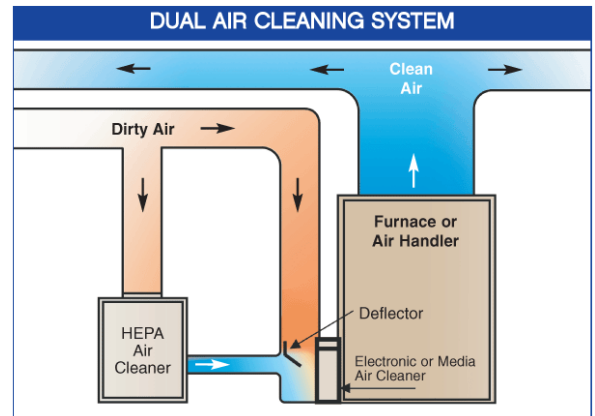 DUAL AIR CLEANING SYSTEM
Clean
Air
Dirty Air
Furnace or
Air Handler
Deflector
HEPA
Air
Cleaner
Electronic or Media
Air Cleaner